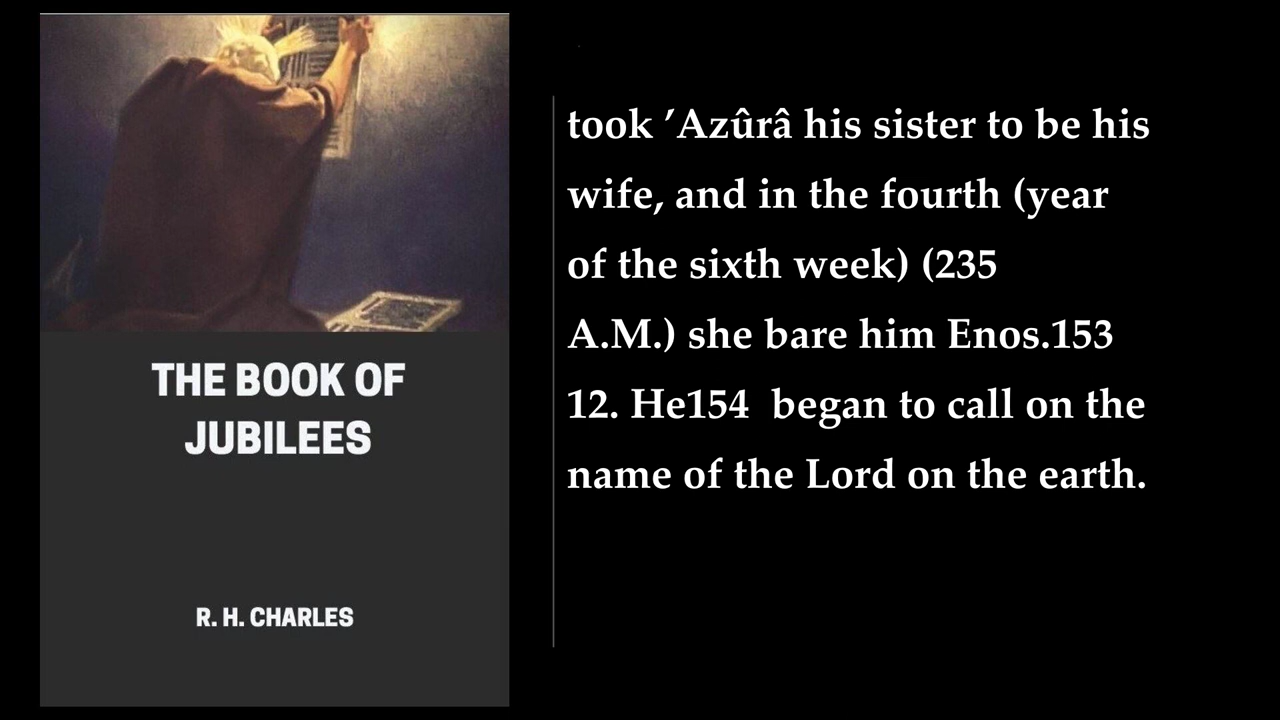 THE BOOK OF
JUBILEES
R. H. CHARLES
took ’Azûrâ his sister to be his
wife, and in the fourth (year
of the sixth week) (235
A.M.) she bare him Enos.153
12. He154  began to call on the
name of the Lord on the earth.